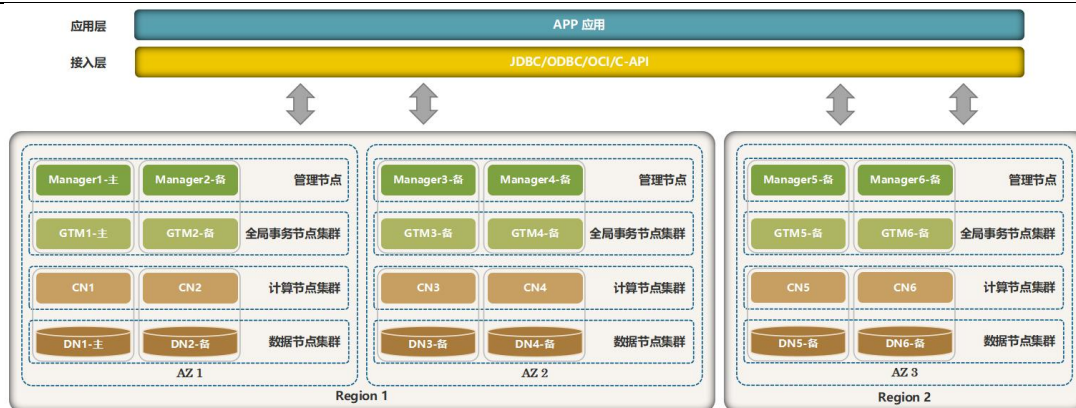 应用层
APP 应用
接入层
JDBC/ODBC/OCI/C-API
Manager1-主
Manager2-备
管理节点
GTM1-主
GTM2-备
全局事务节点集群
CN1
CN2
计算节点集群
DN1-主
DN2-备
数据节点集群
AZ 1
Manager3-备
Manager4-备
管理节点
GTM3-备
GTM4-备
全局事务节点集群
CN3
CN4
计算节点集群
DN3-备
DN4-备
数据节点集群
AZ 2
Region 1
Manager5-备
Manager6-备
管理节点
GTM5-备
GTM6-备
全局事务节点集群
CN5
CN6
计算节点集群
DN5-备
DN6-备
数据节点集群
AZ 3
Region 2